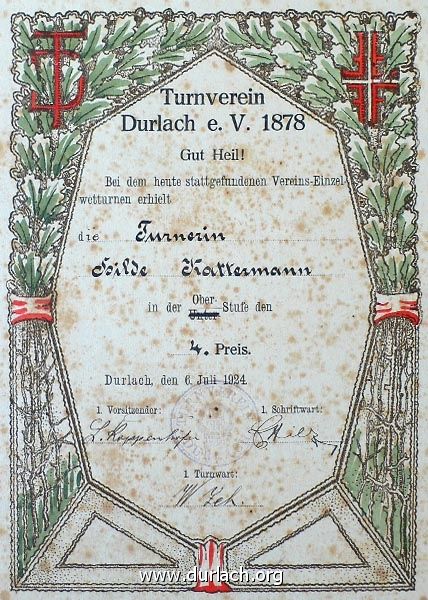 Turnverein
Durlach e. V. 1878
Gut Heil!
Bei dem heute stattgefundenen Vereins-Einzel
wetturnen erhielt
die Turnerin
Hilde Kattermann
in der Ober- Stufe den
Unter
4. Preis.
Durlach, den 6. Juli 1924.
1. Vorsitzender: 1. Schriftwart:
1. Turnwart:
www.durlach.org